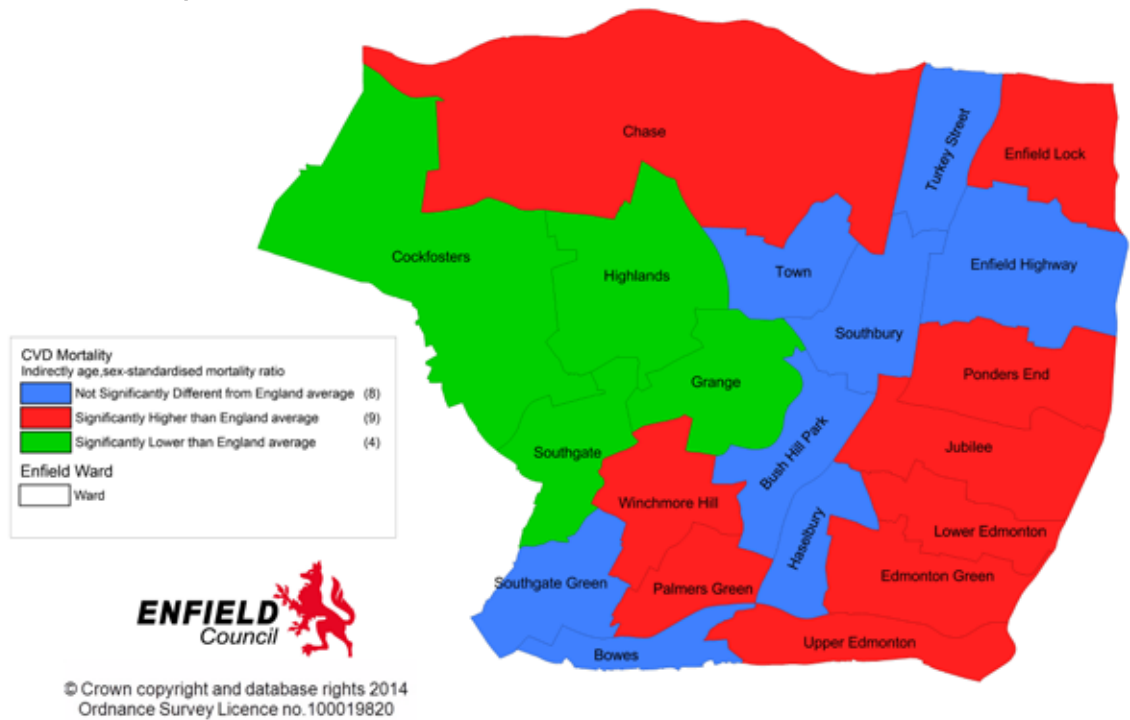 Chase
Turkey Street
Enfield Lock
Cockfosters
Highlands
Town
Enfield Highway
Southbury
Grange
Ponders End
Southgate
Bush Hill Park
Jubilee
Winchmore Hill
Haselbury
Lower Edmonton
Edmonton Green
Southgate Green
Palmers Green
Upper Edmonton
Bowes
CVD Mortality
Indirectly age,sex-standardised mortality ratio
Not Significantly Different from England average (8)
Significantly Higher than England average (9)
Significantly Lower than England average (4)
Enfield Ward
Ward
ENFIELD
Council
© Crown copyright and database rights 2014
Ordnance Survey Licence no.100019820